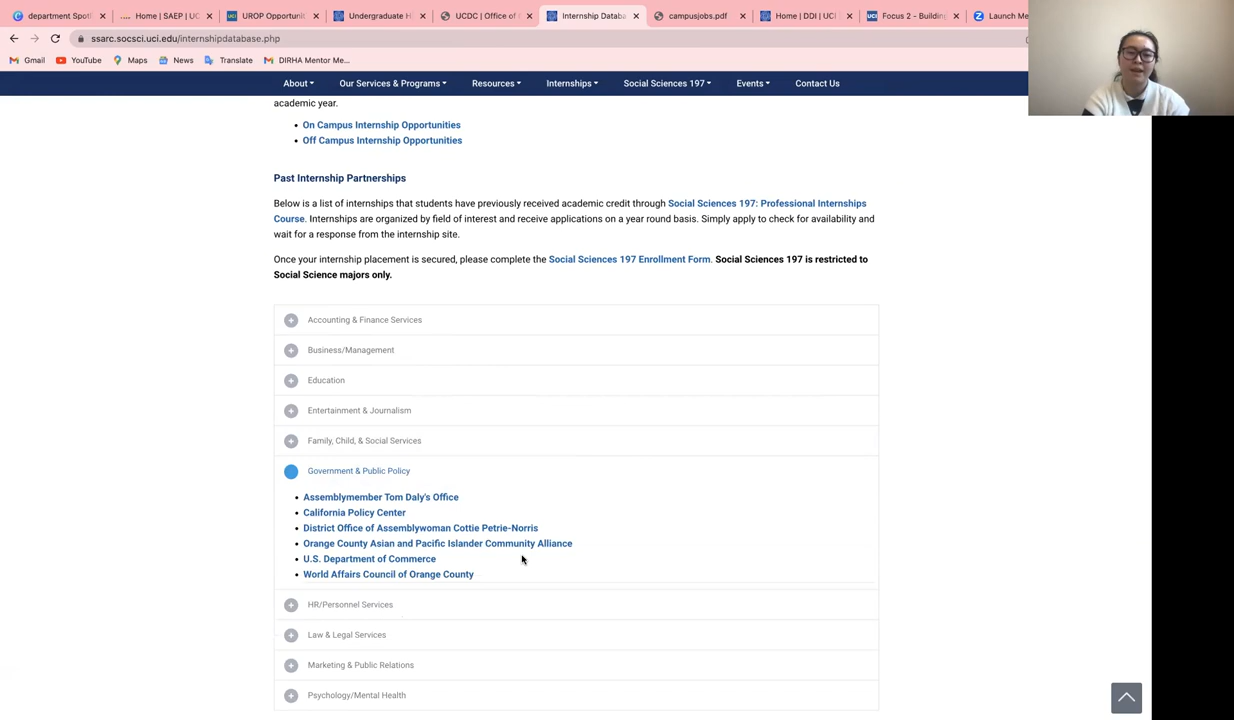 department Spotl
Home | SAEP | UC
UROP Opportuni
Undergraduate H
UCDC | Office of
Internship Databa
campusjobs.pdf
Home | DDI | UCI
UCI
Focus 2 – Building
Launch Me
ssarc.socsci.uci.edu/internshipdatabase.php
Gmail
YouTube
Maps
News
Translate
DIRHA Mentor Me...
About
Our Services & Programs
Resources
Internships
Social Sciences 197
Events
Contact Us
academic year.
• On Campus Internship Opportunities
• Off Campus Internship Opportunities
Past Internship Partnerships
Below is a list of internships that students have previously received academic credit through Social Sciences 197: Professional Internships
Course. Internships are organized by field of interest and receive applications on a year round basis. Simply apply to check for availability and
wait for a response from the internship site.
Once your internship placement is secured, please complete the Social Sciences 197 Enrollment Form. Social Sciences 197 is restricted to
Social Science majors only.
Accounting & Finance Services
Business/Management
Education
Entertainment & Journalism
Family, Child, & Social Services
Government & Public Policy
• Assemblymember Tom Daly's Office
• California Policy Center
• District Office of Assemblywoman Cottie Petrie-Norris
• Orange County Asian and Pacific Islander Community Alliance
• U.S. Department of Commerce
• World Affairs Council of Orange County
HR/Personnel Services
Law & Legal Services
Marketing & Public Relations
Psychology/Mental Health